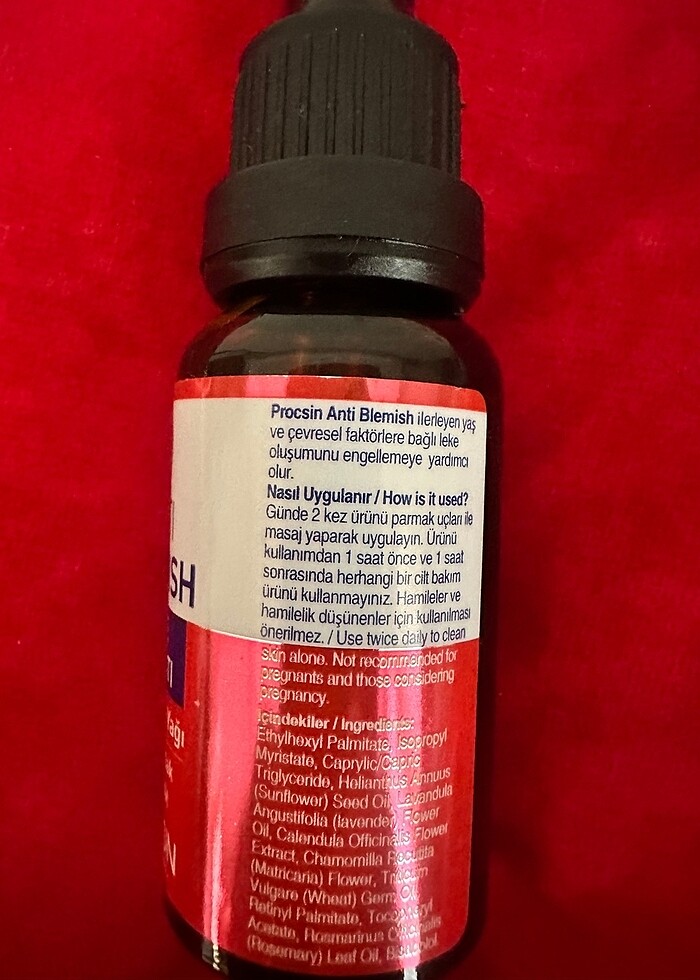 Procsin Anti Blemish ilerleyen yaş
ve çevresel faktörlere bağlı leke
oluşumunu engellemeye yardımcı
olur.
Nasıl Uygulanır / How is it used?
Günde 2 kez ürünü parmak uçları ile
masaj yaparak uygulayın. Ürünü
kullanımdan 1 saat önce ve 1 saat
sonrasında herhangi bir cilt bakım
ürünü kullanmayınız. Hamileler ve
hamilelik düşünenler için kullanılması
önerilmez. / Use twice daily to clean
skin alone. Not recommended for
pregnants and those considering
pregnancy.
İçindekiler / Ingredients:
Ethylhexyl Palmitate, Isopropyl
Myristate, Caprylic/Capric
Triglyceride, Helianthus Annuus
(Sunflower) Seed Oil, Lavandula
Angustifolia (lavender) Flower
Oil, Calendula Officinalis Flower
Extract, Chamomilla Recutita
(Matricaria) Flower, Triticum
Vulgare (Wheat) Germ Oil,
Retinyl Palmitate, Tocopheryl
Acetate, Rosmarinus Officinalis
(Rosemary) Leaf Oil, Bisabolol
SH
Yağı